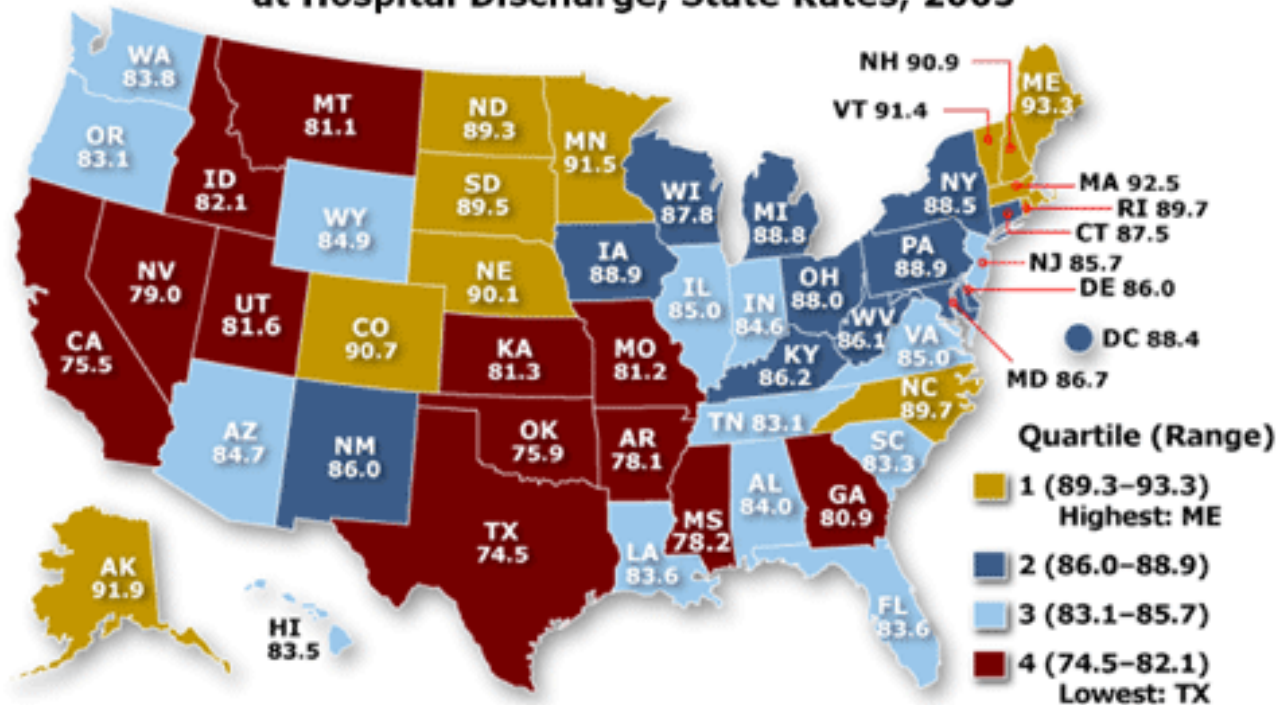 at Hospital Discharge, State Rates, 2005
WA
83.8
OR
83.1
MT
81.1
ID
82.1
WY
84.9
ND
89.3
SD
89.5
MN
91.5
NE
90.1
WI
87.8
MI
88.8
IA
88.9
NH 90.9
VT 91.4
ME
93.3
NY
88.5
MA 92.5
RI 89.7
CT 87.5
NJ 85.7
DE 86.0
DC 88.4
MD 86.7
PA
88.9
OH
88.0
WV
86.1
VA
85.0
IL
85.0
IN
84.6
KY
86.2
NV
79.0
UT
81.6
CO
90.7
CA
75.5
KA
81.3
MO
81.2
NC
89.7
TN 83.1
SC
83.3
AZ
84.7
NM
86.0
OK
75.9
AR
78.1
MS
78.2
AL
84.0
GA
80.9
TX
74.5
LA
83.6
FL
83.6
AK
91.9
HI
83.5
Quartile (Range)
1 (89.3–93.3)
Highest: ME
2 (86.0–88.9)
3 (83.1–85.7)
4 (74.5–82.1)
Lowest: TX